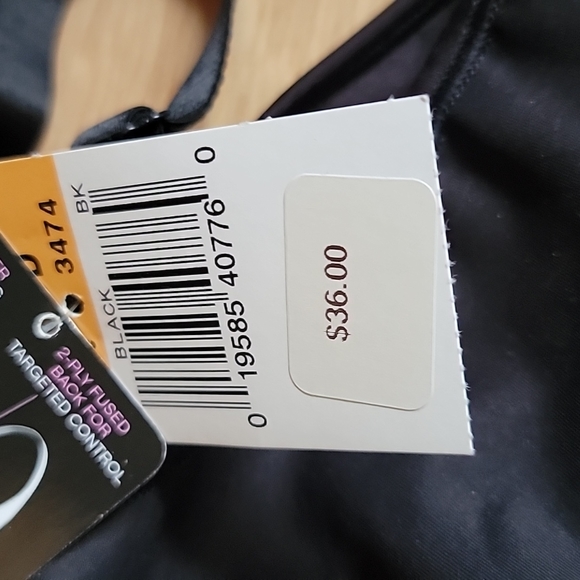 3474
BK
BLACK
0 19585 40776 0
$36.00
2-PLY FUSED
BACK FOR
TARGETED CONTROL